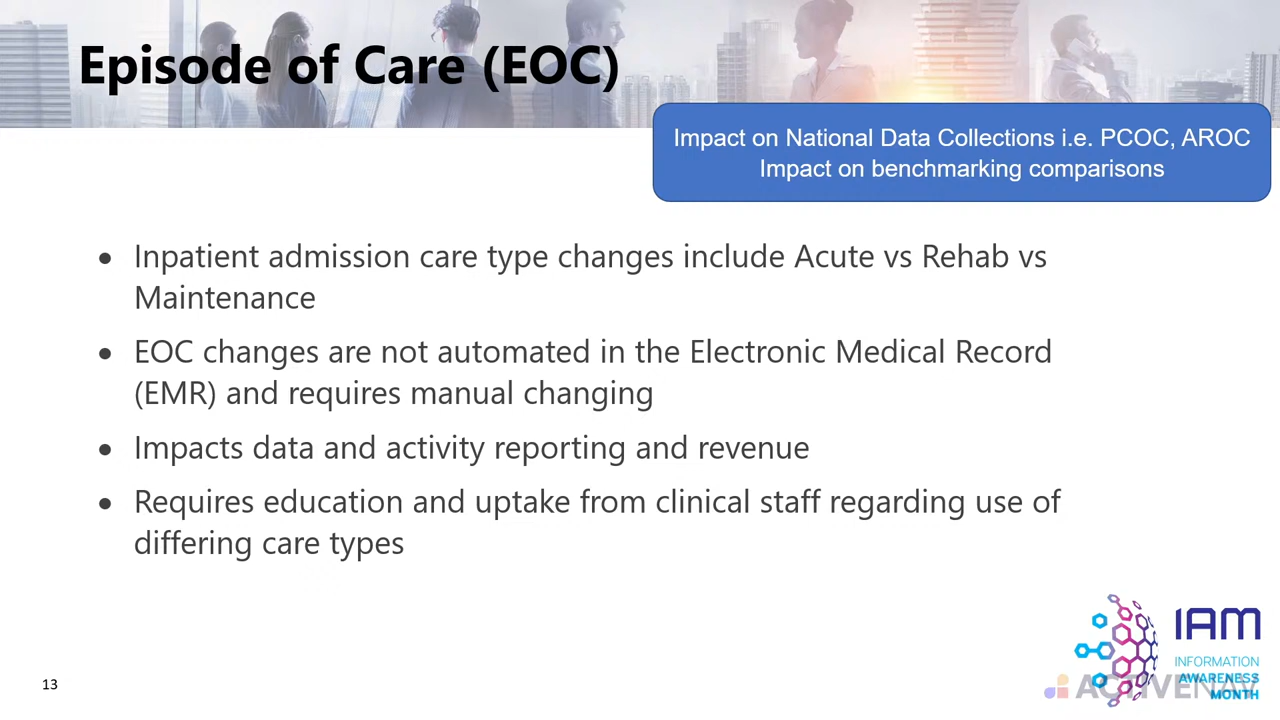 Episode of Care (EOC)
Impact on National Data Collections i.e. PCOC, AROC
Impact on benchmarking comparisons
• Inpatient admission care type changes include Acute vs Rehab vs
Maintenance
• EOC changes are not automated in the Electronic Medical Record
(EMR) and requires manual changing
• Impacts data and activity reporting and revenue
• Requires education and uptake from clinical staff regarding use of
differing care types
13
IAM
INFORMATION
AWARENESS
MONTH
ACTIVENAV